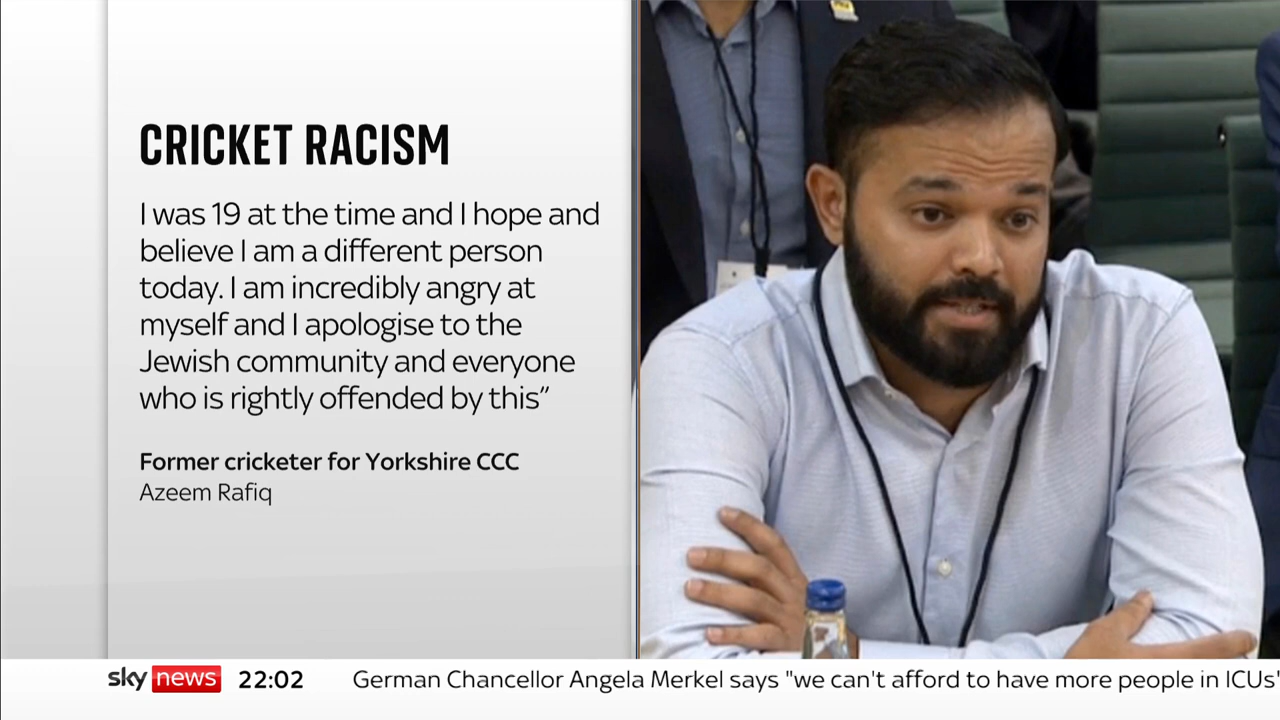 CRICKET RACISM
I was 19 at the time and I hope and
believe I am a different person
today. I am incredibly angry at
myself and I apologise to the
Jewish community and everyone
who is rightly offended by this”
Former cricketer for Yorkshire CCC
Azeem Rafiq
sky news 22:02 German Chancellor Angela Merkel says "we can't afford to have more people in ICUs"